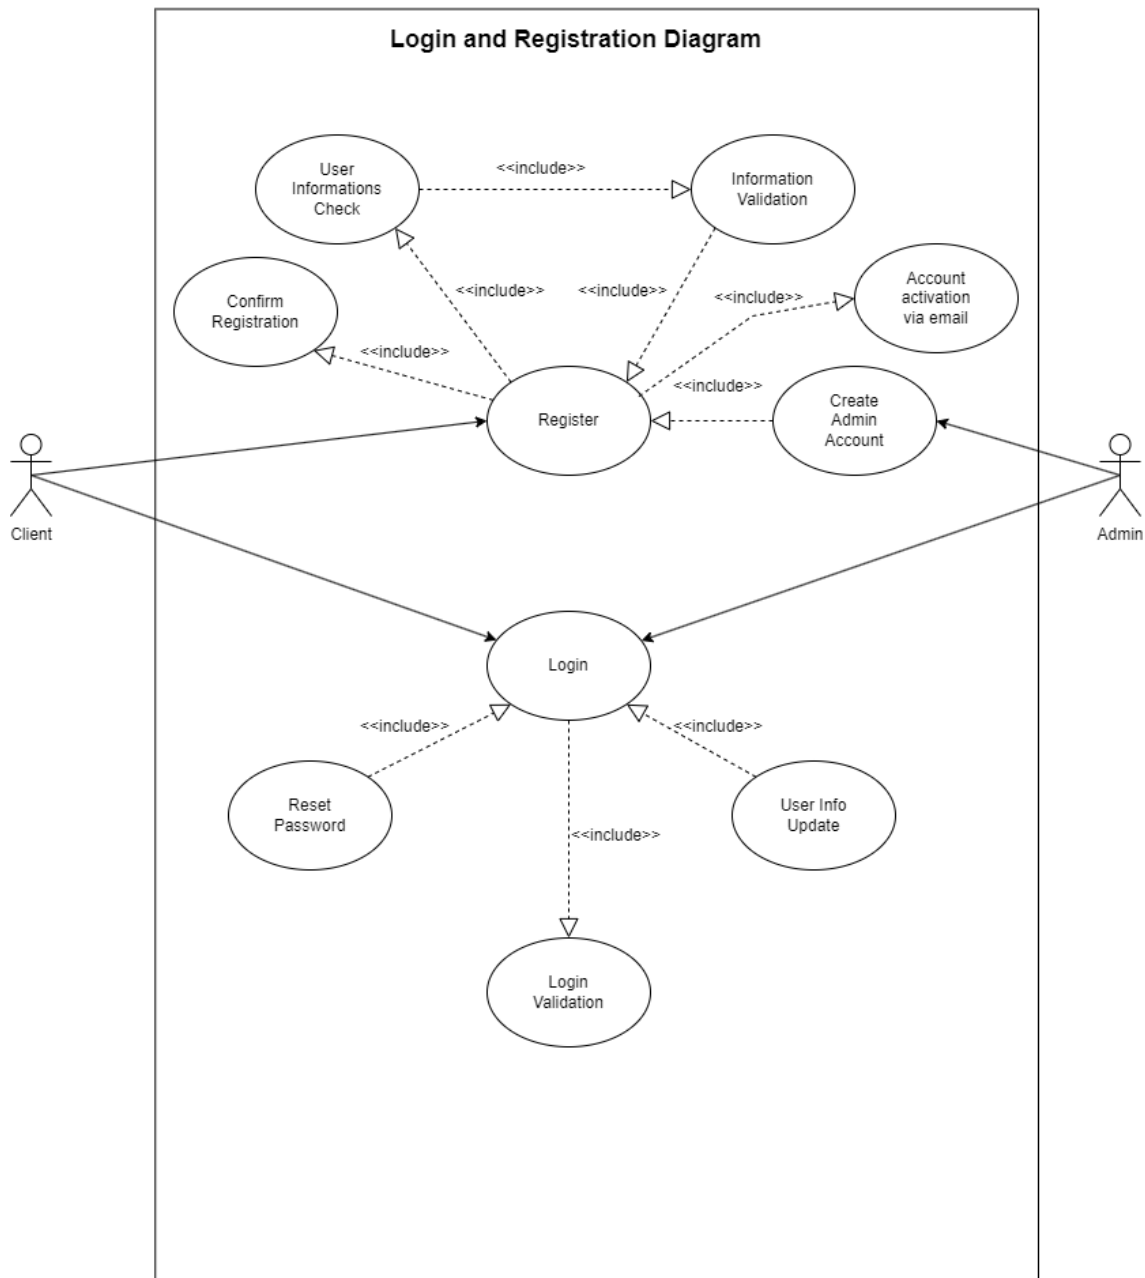 Login and Registration Diagram
User
Informations
Check
<<include>>
Information
Validation
<<include>>
<<include>>
<<include>>
Account
activation
via email
Confirm
Registration
<<include>>
<<include>>
Register
Create
Admin
Account
Client
Admin
Login
<<include>>
<<include>>
Reset
Password
<<include>>
User Info
Update
Login
Validation